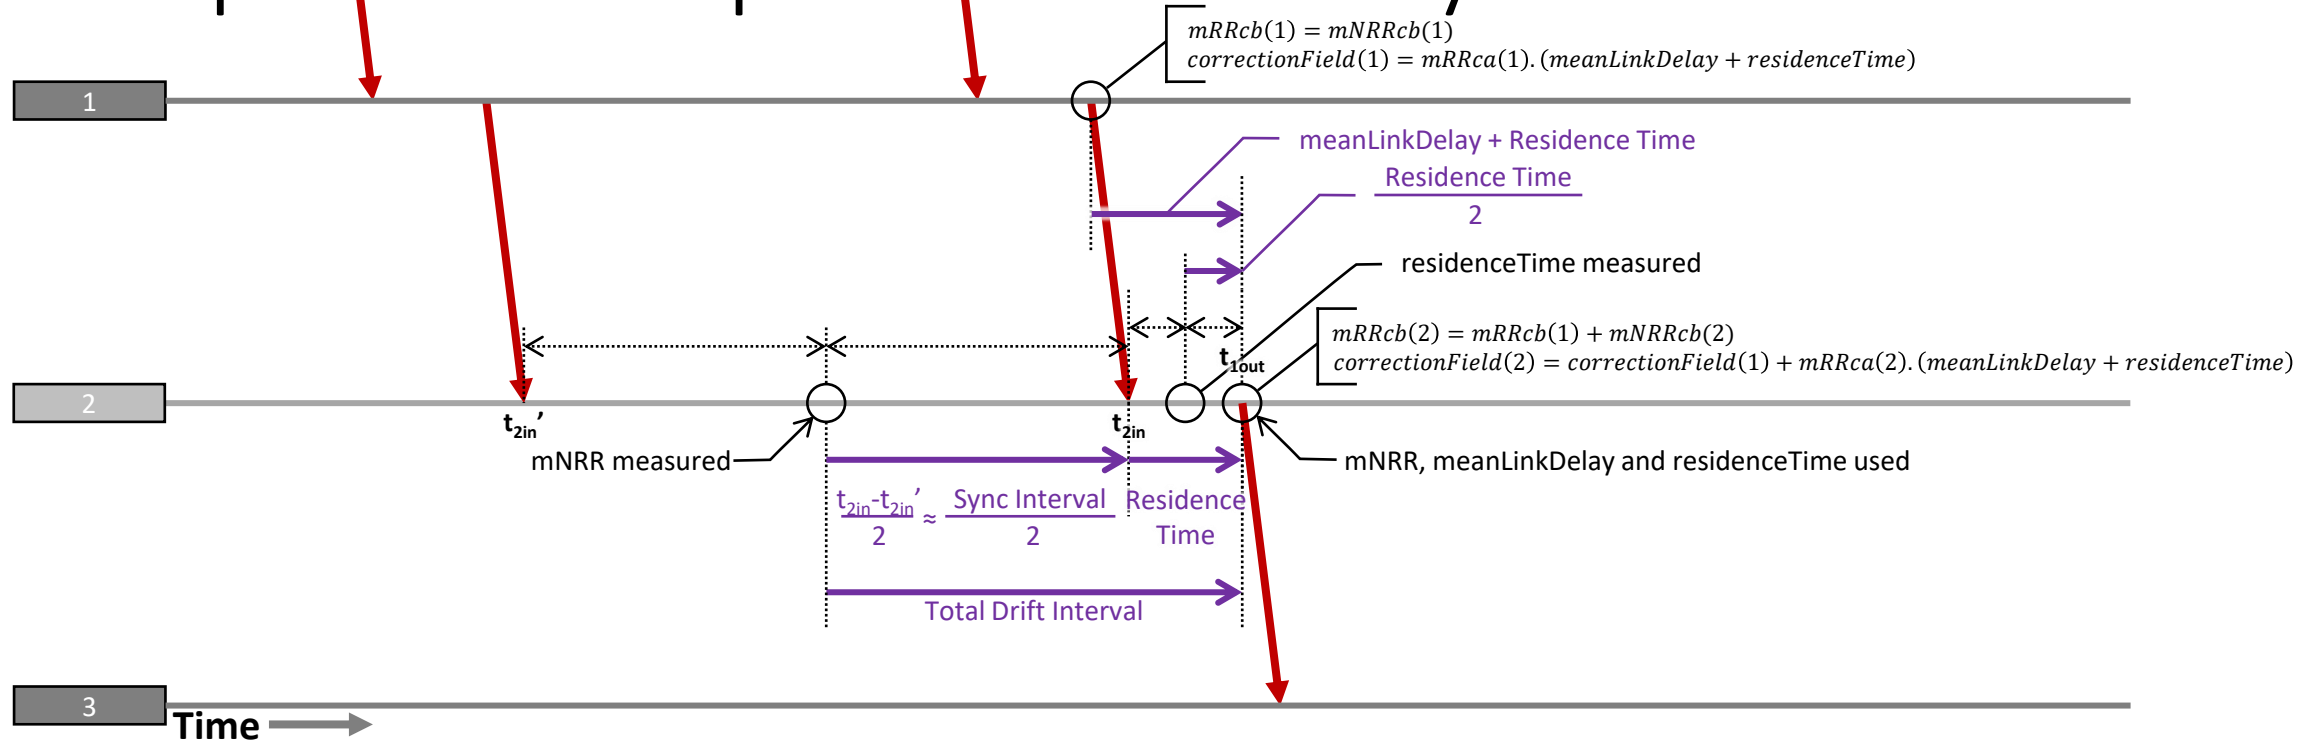 mRRcb(1) = mNRRcb(1)
correctionField(1) = mRRca(1).(meanLinkDelay + residenceTime)
1
meanLinkDelay + Residence Time
Residence Time
2
residenceTime measured
mRRcb(2) = mRRcb(1) + mNRRcb(2)
correctionField(2) = correctionField(1) + mRRca(2).(meanLinkDelay + residenceTime)
t1out
2
t2in’
t2in
mNRR measured
mNRR, meanLinkDelay and residenceTime used
t2in-t2in’
2
≈
Sync Interval
2
Residence
Time
Total Drift Interval
3
Time